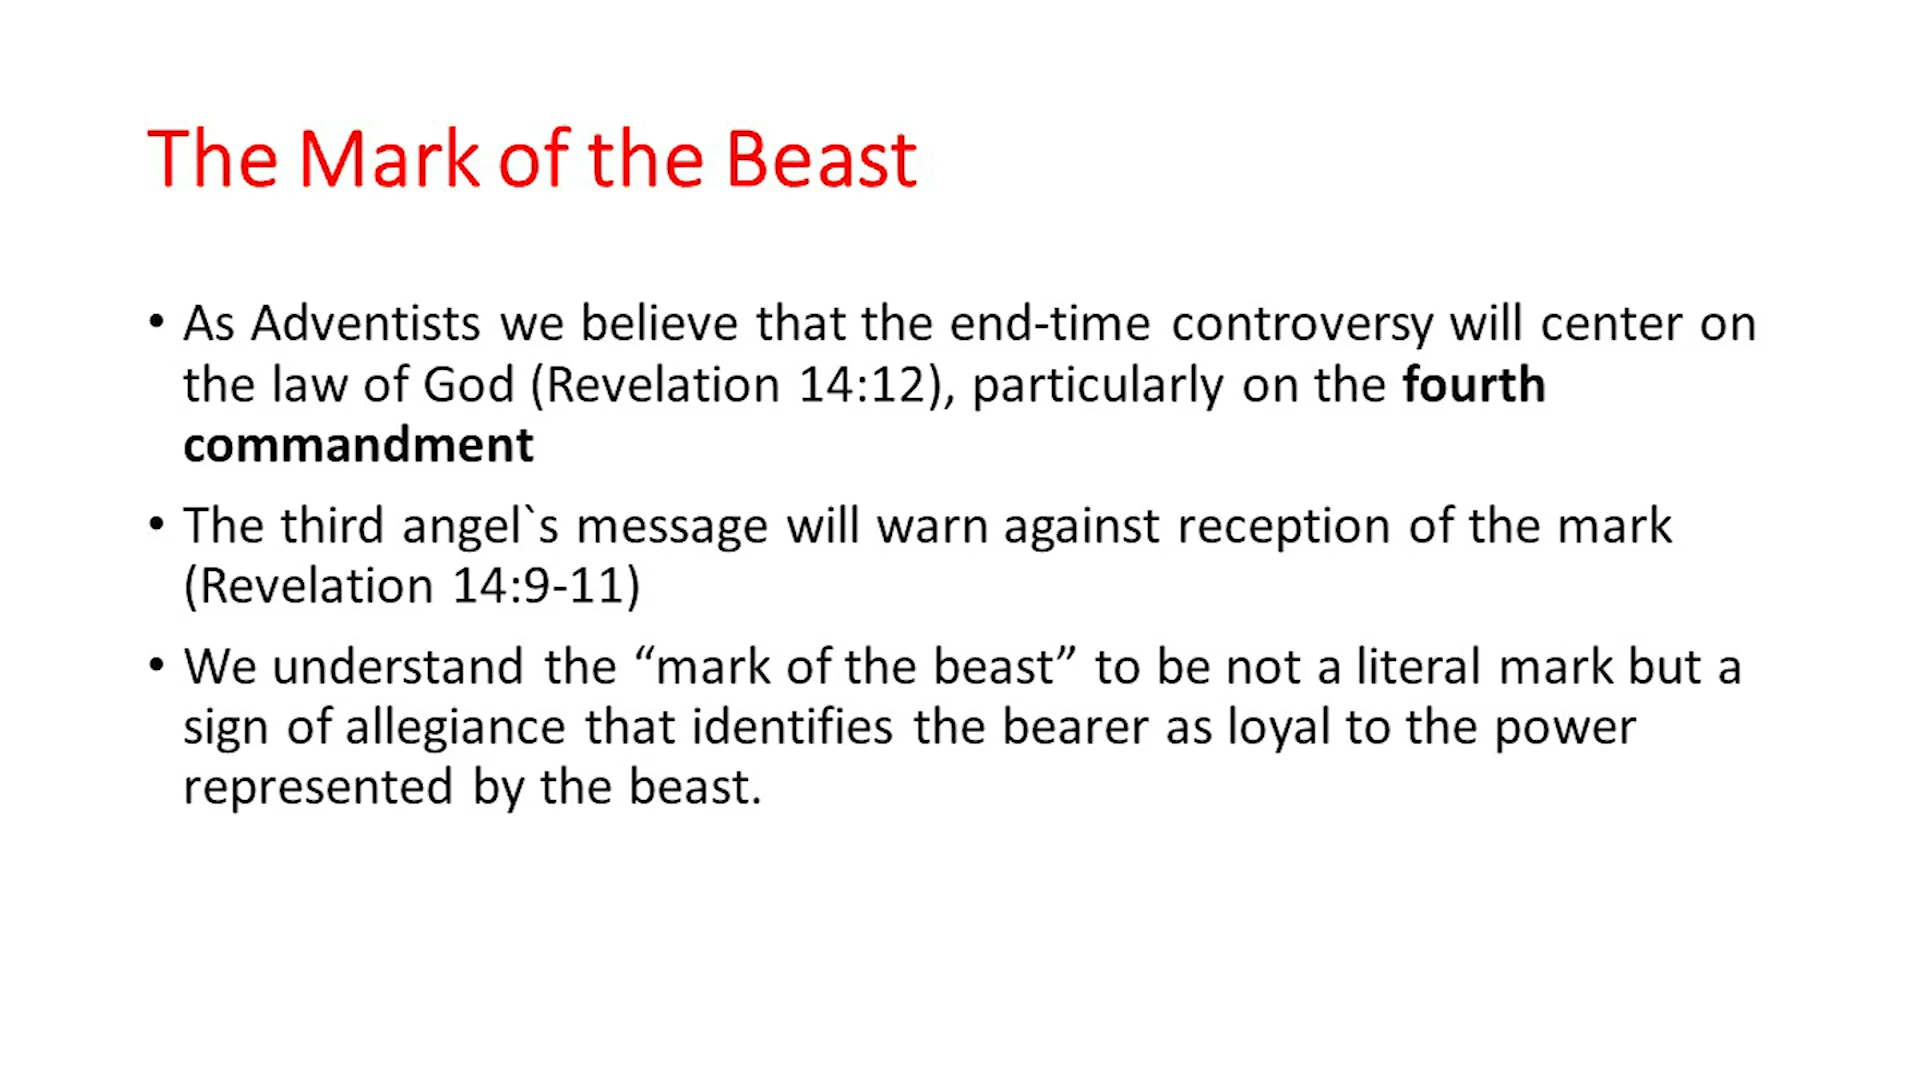 The Mark of the Beast
• As Adventists we believe that the end-time controversy will center on
the law of God (Revelation 14:12), particularly on the fourth
commandment
• The third angel`s message will warn against reception of the mark
(Revelation 14:9-11)
• We understand the “mark of the beast” to be not a literal mark but a
sign of allegiance that identifies the bearer as loyal to the power
represented by the beast.